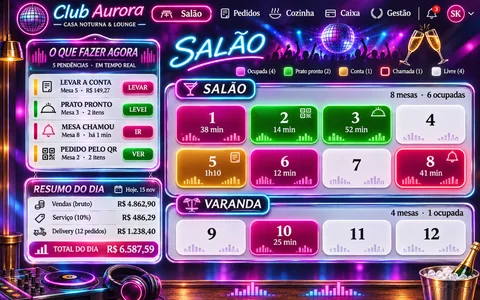 Club Aurora
CASA NOTURNA & LOUNGE
Salão
Pedidos
Cozinha
Caixa
Gestão
3
SK
O QUE FAZER AGORA
5 PENDÊNCIAS · EM TEMPO REAL
LEVAR A CONTA
Mesa 5 · R$ 149,27
LEVAR
PRATO PRONTO
Mesa 3 · 2 itens
LEVEI
MESA CHAMOU
Mesa 8 · há 1 min
IR
PEDIDO PELO QR
Mesa 2 · 2 itens
VER
RESUMO DO DIA
Hoje, 15 nov
Vendas (bruto) R$ 4.862,90
Serviço (10%) R$ 486,29
Delivery (12 pedidos) R$ 1.238,40
TOTAL DO DIA R$ 6.587,59
SALÃO
Ocupada (4)
Prato pronto (2)
Conta (1)
Chamada (1)
Livre (4)
SALÃO
8 mesas · 6 ocupadas
1
38 min
2
14 min
3
52 min
4
5
1h10
6
12 min
7
8
41 min
VARANDA
4 mesas · 1 ocupada
9
10
25 min
11
12